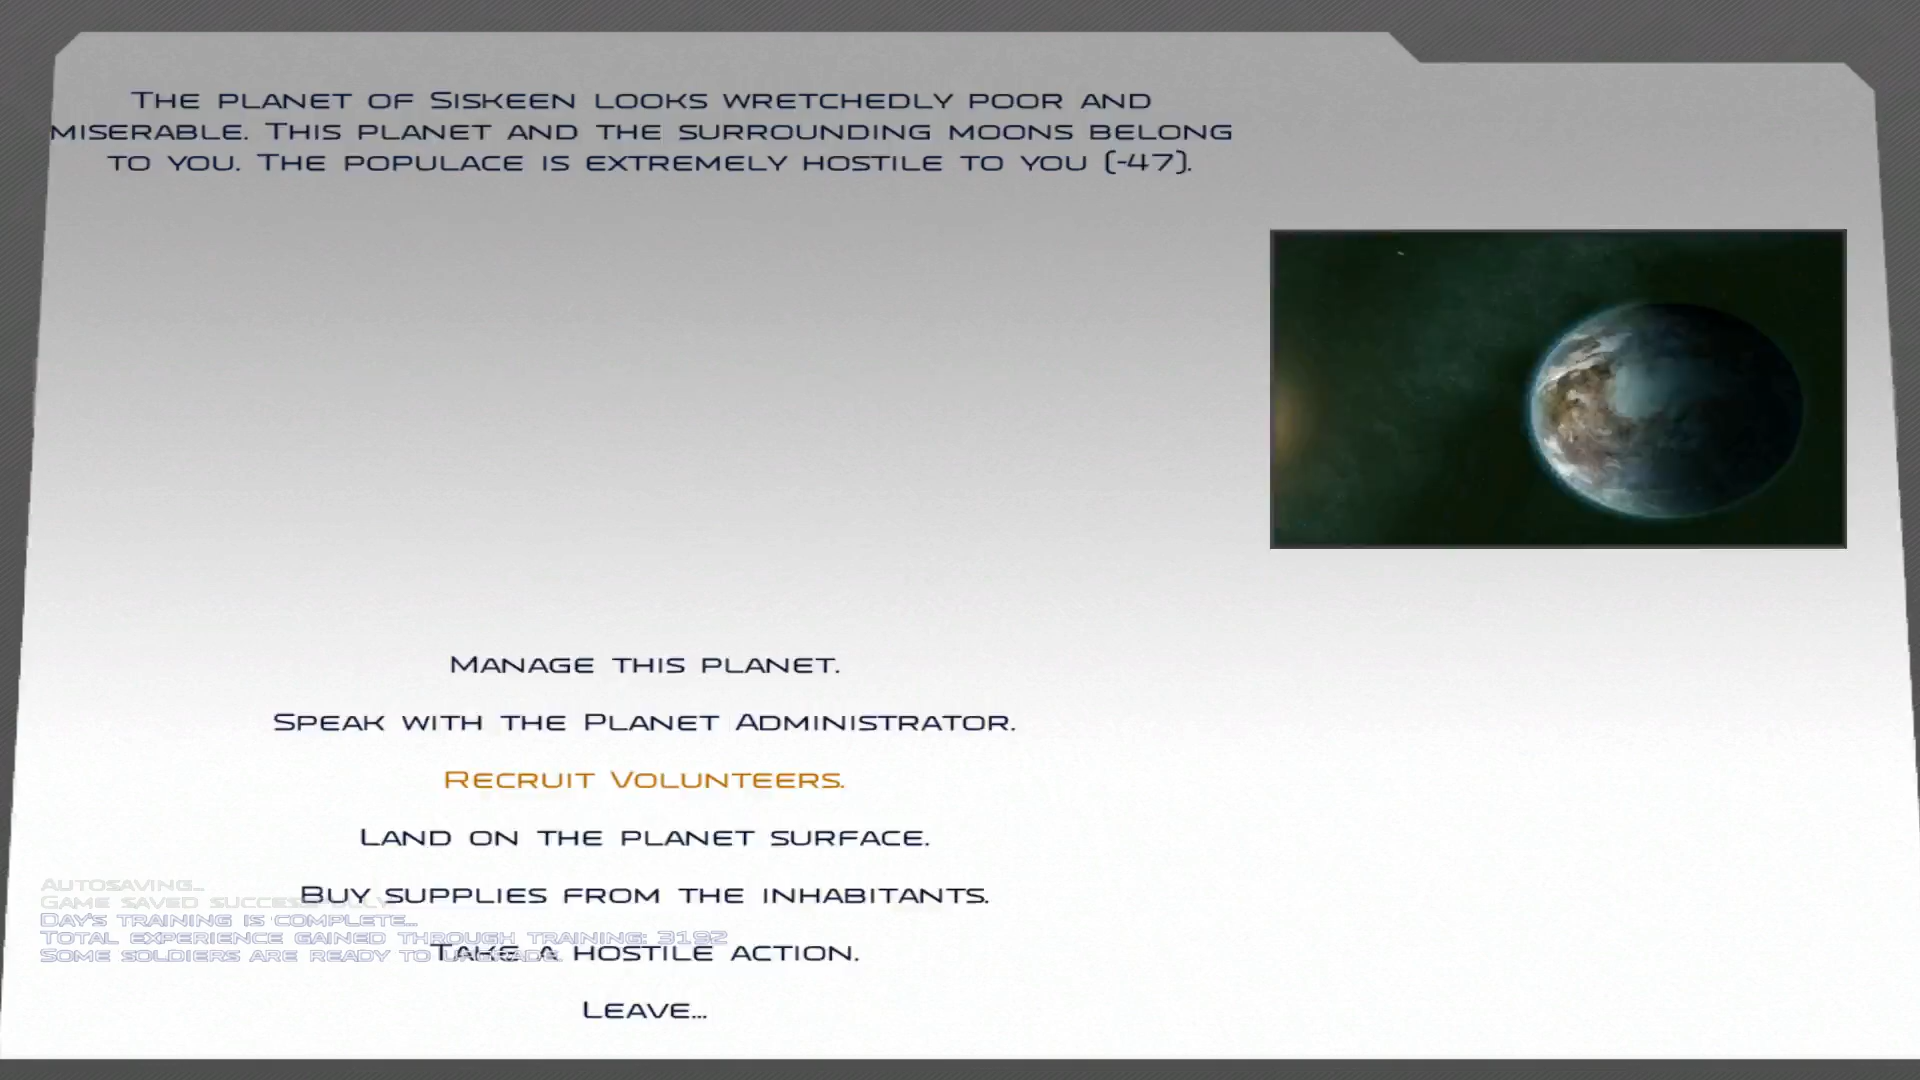 The planet of Siskeen looks wretchedly poor and
miserable. This planet and the surrounding moons belong
to you. The populace is extremely hostile to you (-47).
Manage this planet.
Speak with the Planet Administrator.
Recruit Volunteers.
Land on the planet surface.
Buy supplies from the inhabitants.
Take a hostile action.
Leave...
Autosaving...
Game saved successfully.
Day's training is complete...
Total experience gained through training: 3192
Some soldiers are ready to upgrade.